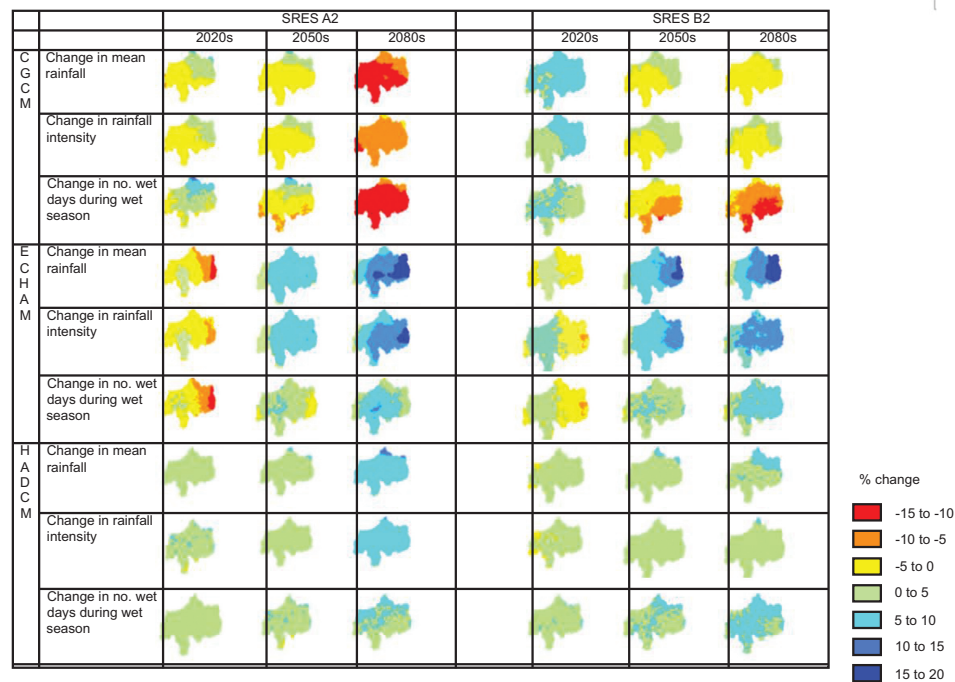 SRES A2 SRES B2
2020s 2050s 2080s 2020s 2050s 2080s
C
G
C
M
Change in mean
rainfall
Change in rainfall
intensity
Change in no. wet
days during wet
season
E
C
H
A
M
Change in mean
rainfall
Change in rainfall
intensity
Change in no. wet
days during wet
season
H
A
D
C
M
Change in mean
rainfall
Change in rainfall
intensity
Change in no. wet
days during wet
season
% change
-15 to -10
-10 to -5
-5 to 0
0 to 5
5 to 10
10 to 15
15 to 20